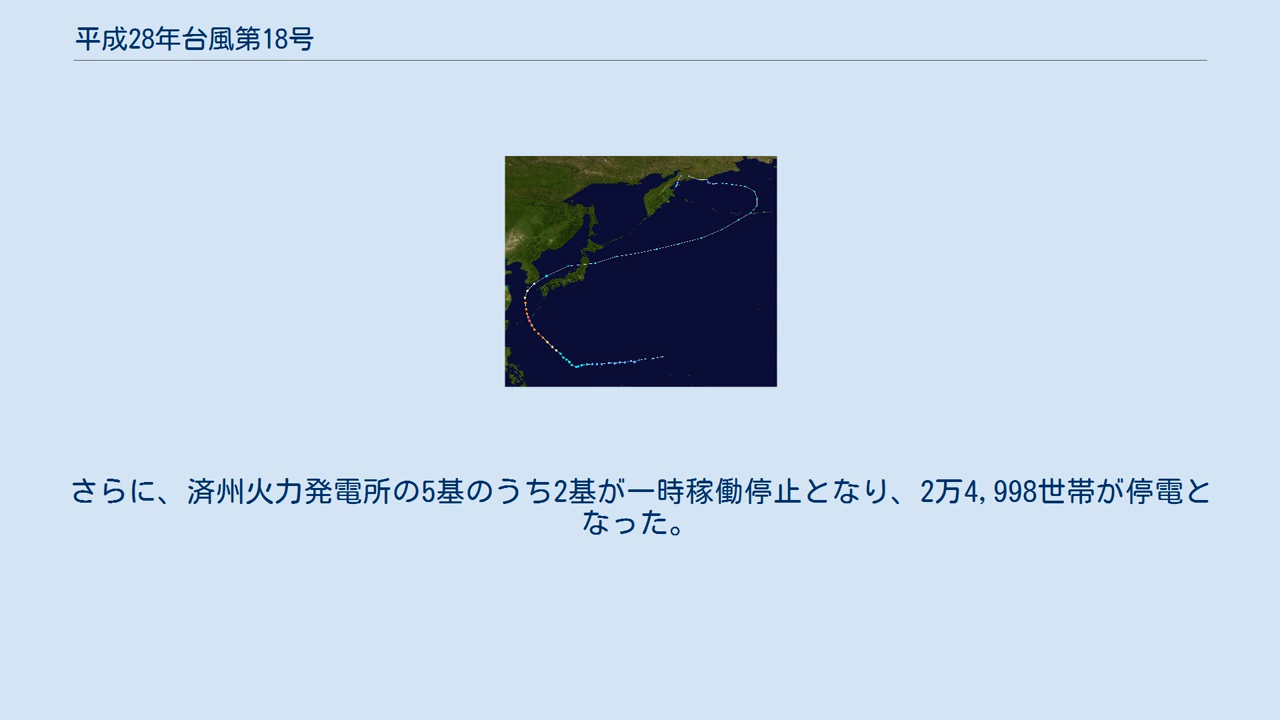 平成28年台風第18号
さらに、済州火力発電所の5基のうち2基が一時稼働停止となり、2万4,998世帯が停電と
なった。